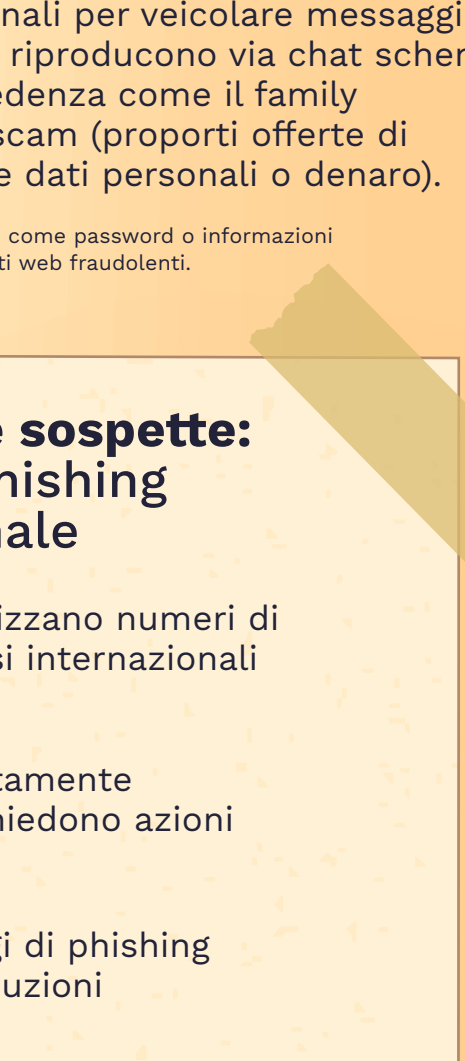 nali per veicolare messaggi
riproducono via chat scher
edenza come il family
scam (proporti offerte di
e dati personali o denaro).
come password o informazioni
ti web fraudolenti.
e sospette:
hishing
nale
izzano numeri di
si internazionali
tamente
hiedono azioni
gi di phishing
uzioni